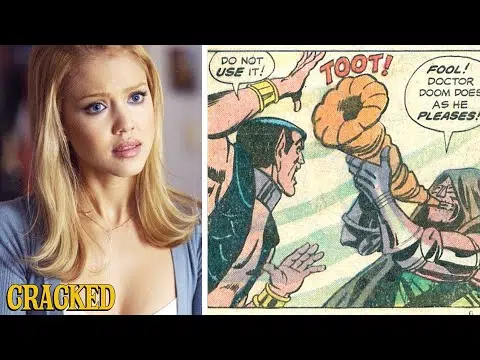 DO NOT
USE IT!
TOOT!
FOOL!
DOCTOR
DOOM DOES
AS HE
PLEASES!
CRACKED